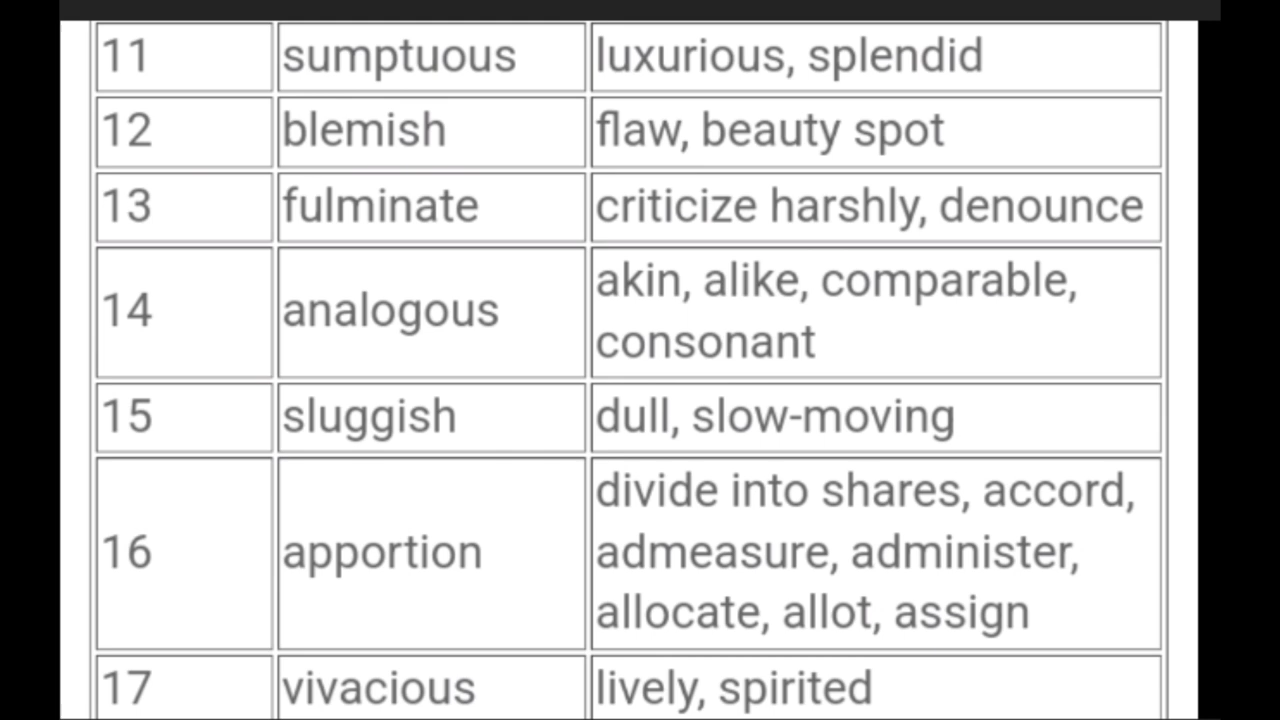 11 sumptuous luxurious, splendid
12 blemish flaw, beauty spot
13 fulminate criticize harshly, denounce
14 analogous akin, alike, comparable,
consonant
15 sluggish dull, slow-moving
16 apportion divide into shares, accord,
admeasure, administer,
allocate, allot, assign
17 vivacious lively, spirited